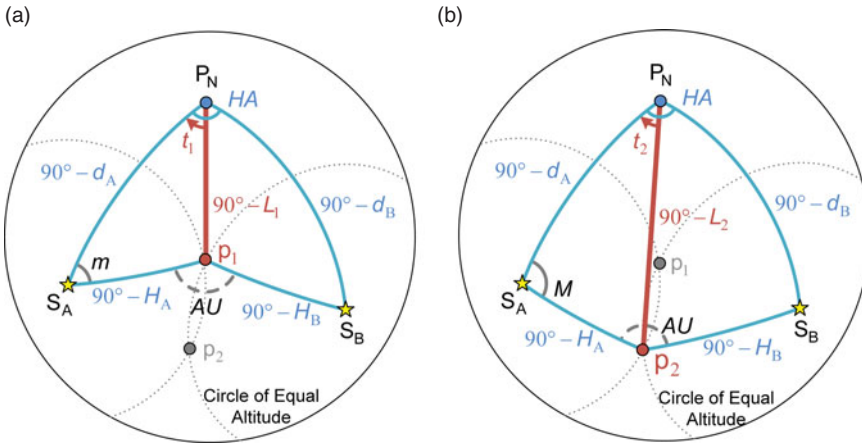 (a)
P_N
HA
t_1
90° – d_A
90° – d_B
90° – L_1
m
p_1
S_A
90° – H_A
AU
90° – H_B
S_B
p_2
Circle of Equal
Altitude
(b)
P_N
HA
t_2
90° – d_A
90° – d_B
90° – L_2
p_1
M
S_A
AU
S_B
90° – H_A
p_2
90° – H_B
Circle of Equal
Altitude